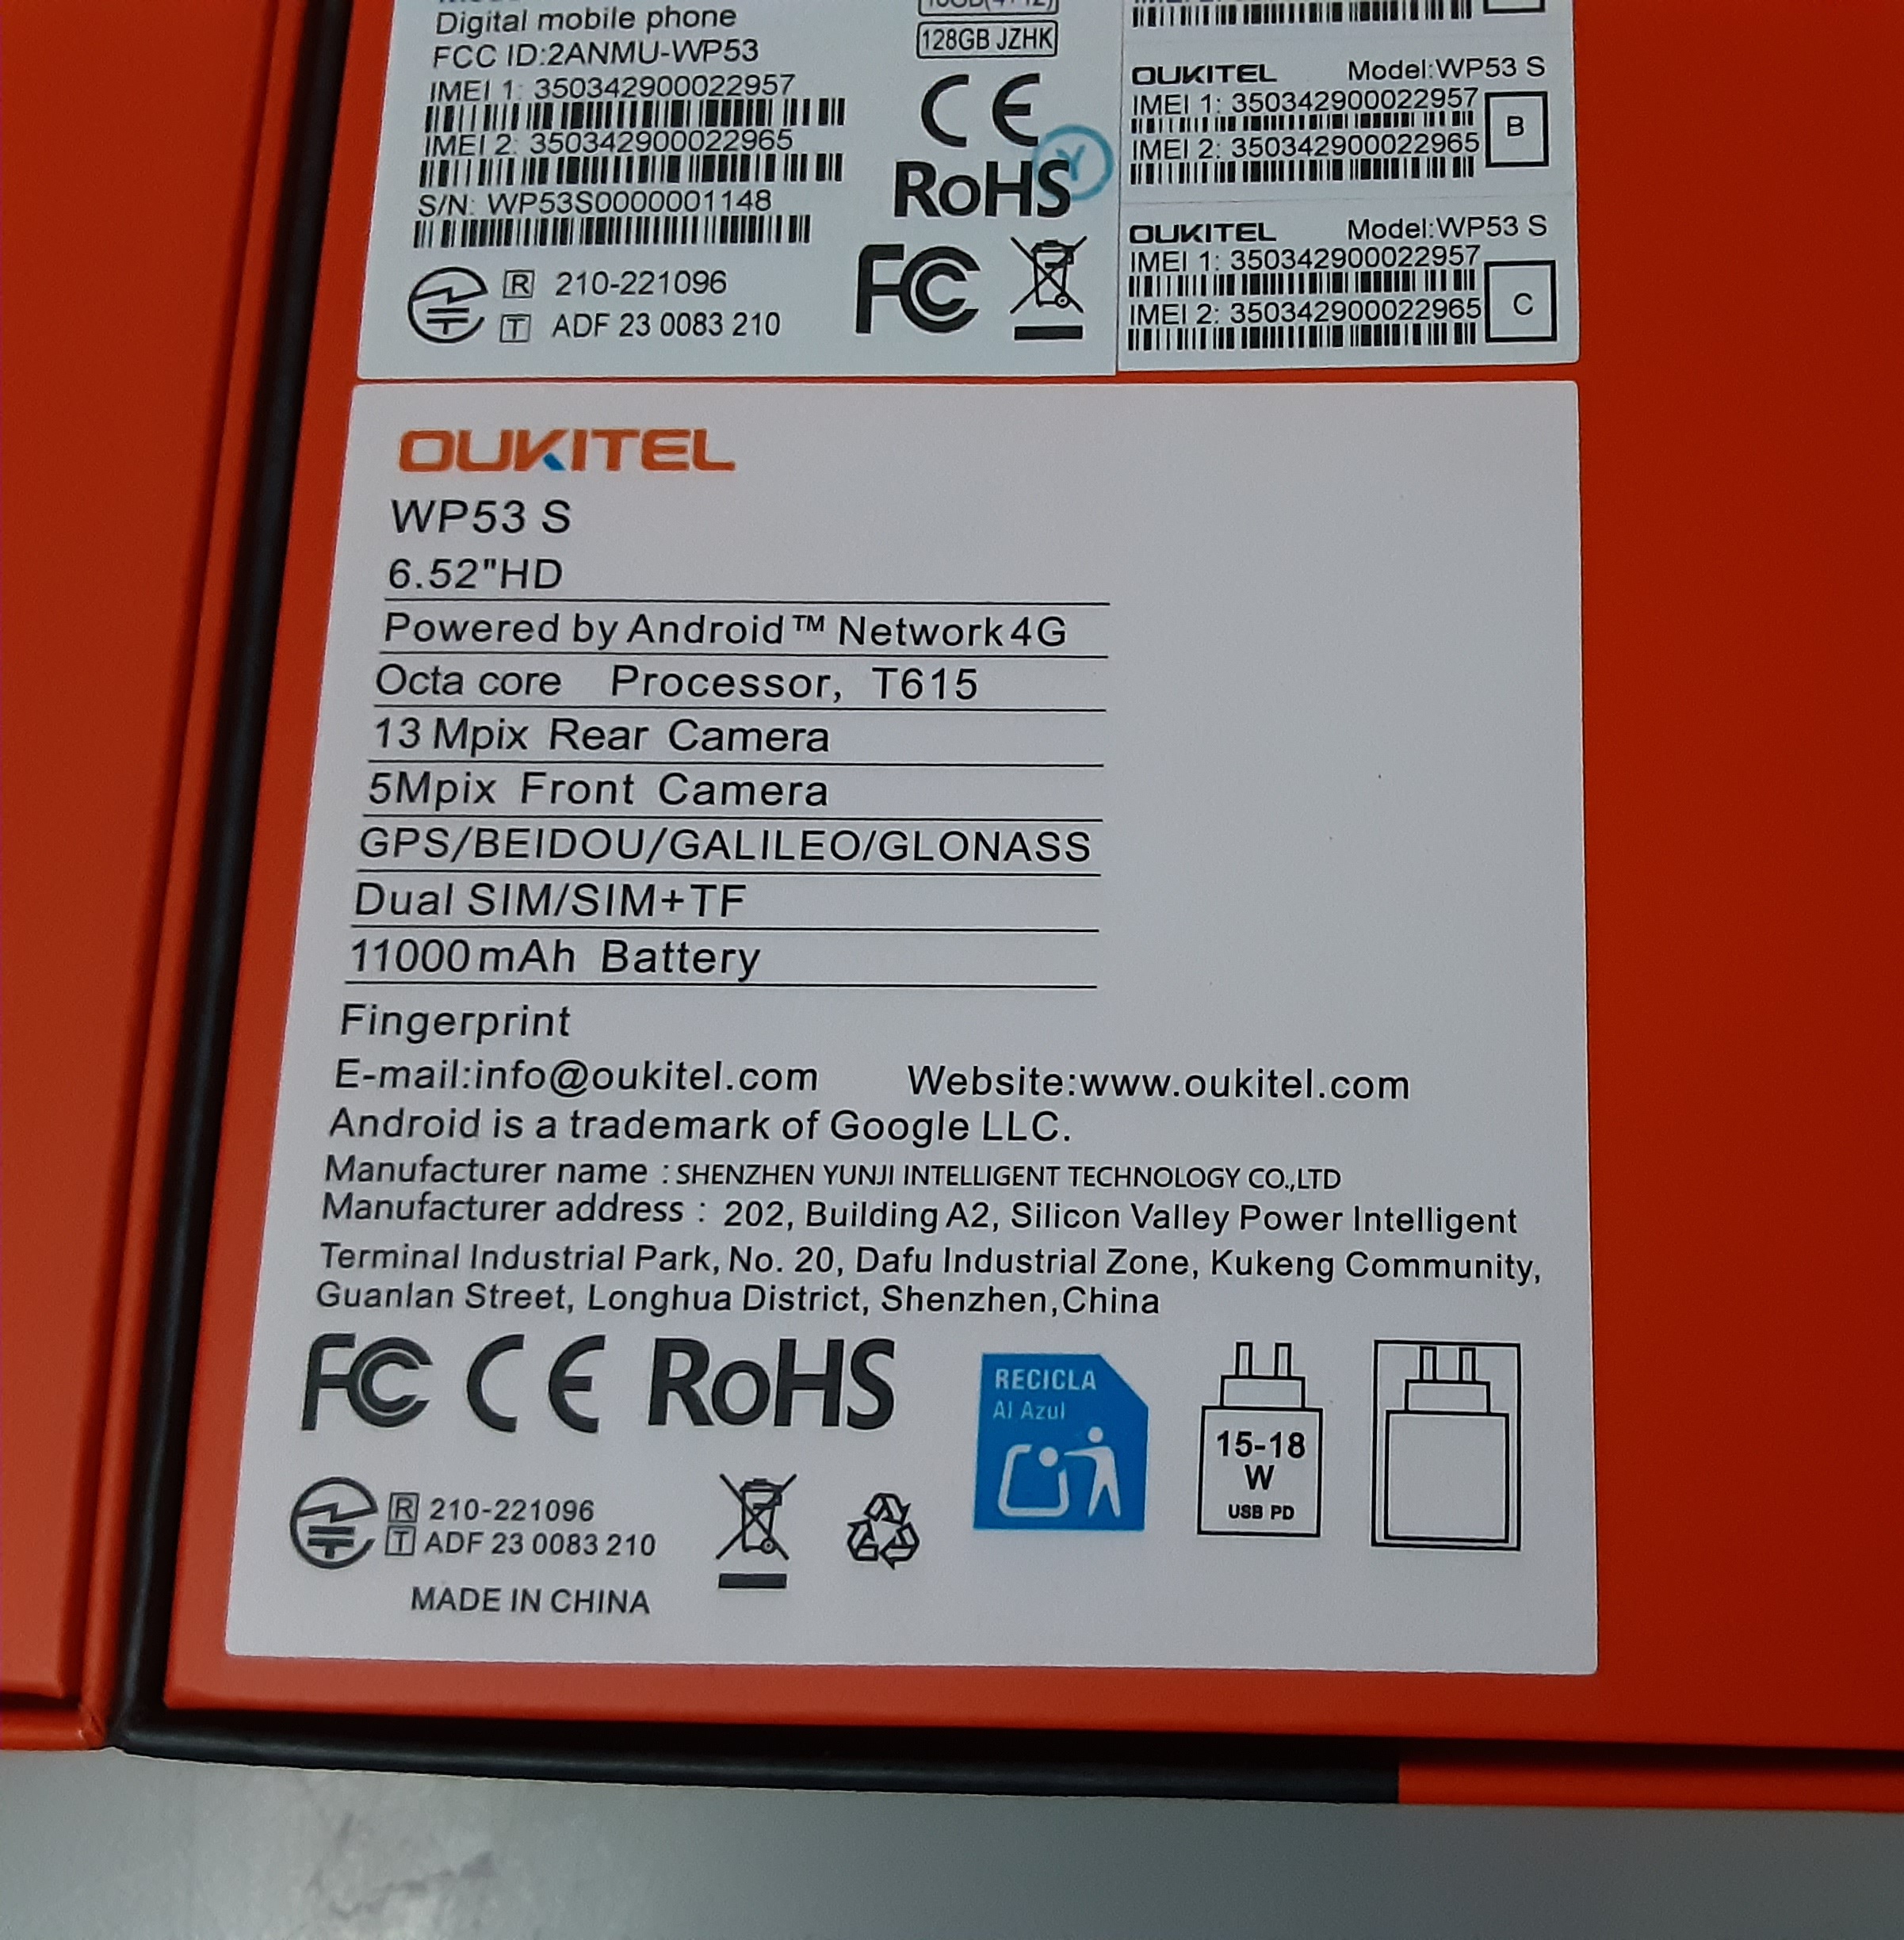 Digital mobile phone
FCC ID:2ANMU-WP53
IMEI 1: 350342900022957
IMEI 2: 350342900022965
S/N: WP53S0000001148
R 210-221096
T ADF 23 0083 210
128GB JZHK
CE
Y
RoHS
FC
OUKITEL Model:WP53 S
IMEI 1: 350342900022957
IMEI 2: 350342900022965
B
OUKITEL Model:WP53 S
IMEI 1: 350342900022957
IMEI 2: 350342900022965
C
OUKITEL
WP53 S
6.52"HD
Powered by Android™ Network 4G
Octa core Processor, T615
13 Mpix Rear Camera
5Mpix Front Camera
GPS/BEIDOU/GALILEO/GLONASS
Dual SIM/SIM+TF
11000 mAh Battery
Fingerprint
E-mail:info@oukitel.com Website:www.oukitel.com
Android is a trademark of Google LLC.
Manufacturer name : SHENZHEN YUNJI INTELLIGENT TECHNOLOGY CO.,LTD
Manufacturer address : 202, Building A2, Silicon Valley Power Intelligent
Terminal Industrial Park, No. 20, Dafu Industrial Zone, Kukeng Community,
Guanlan Street, Longhua District, Shenzhen,China
FC CE RoHS
RECICLA
Al Azul
15-18
W
USB PD
R 210-221096
T ADF 23 0083 210
MADE IN CHINA